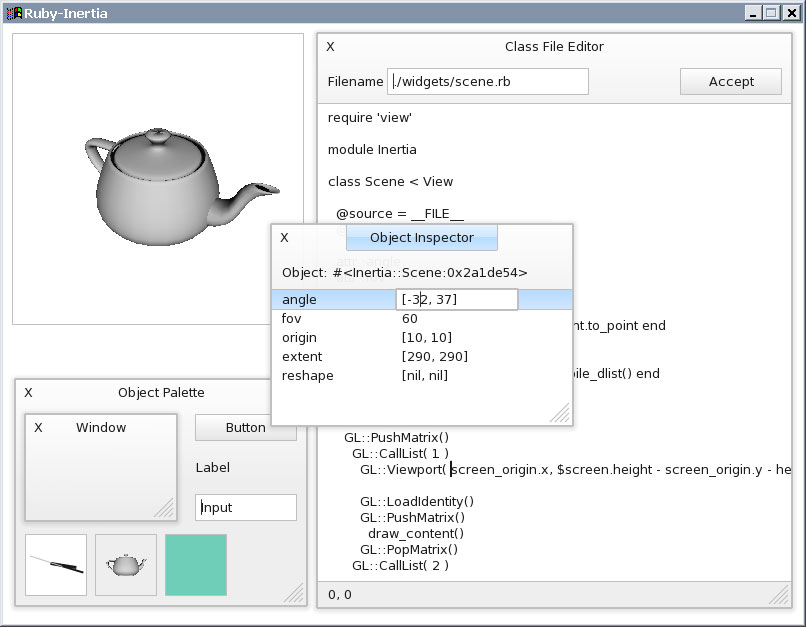 Ruby-Inertia
X Class File Editor
Filename ./widgets/scene.rb Accept
require 'view'
module Inertia
class Scene < View
@source = __FILE__
X Object Inspector
Object: #<Inertia::Scene:0x2a1de54>
angle [-32, 37]
fov 60
origin [10, 10]
extent [290, 290]
reshape [nil, nil]
nt.to_point end
ile_dlist() end
GL::PushMatrix()
GL::CallList( 1 )
GL::Viewport( screen_origin.x, $screen.height - screen_origin.y - he
GL::LoadIdentity()
GL::PushMatrix()
draw_content()
GL::PopMatrix()
GL::CallList( 2 )
0, 0
X Object Palette
X Window
Button
Label
Input